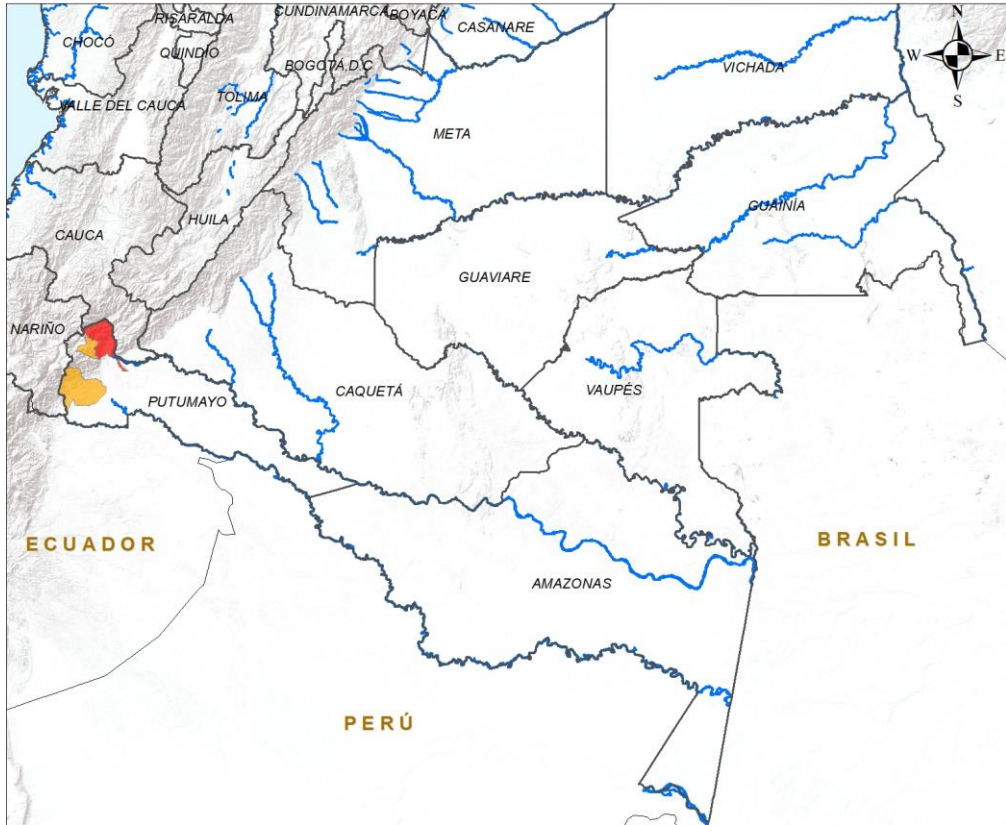 CUNDINAMARCA
BOYACÁ
RISARALDA
CASANARE
N
CHOCÓ
QUINDÍO
W
E
BOGOTÁ D.C
VICHADA
S
VALLE DEL CAUCA
TOLIMA
META
GUAINÍA
HUILA
CAUCA
GUAVIARE
NARIÑO
CAQUETÁ
VAUPÉS
PUTUMAYO
ECUADOR
BRASIL
AMAZONAS
PERÚ